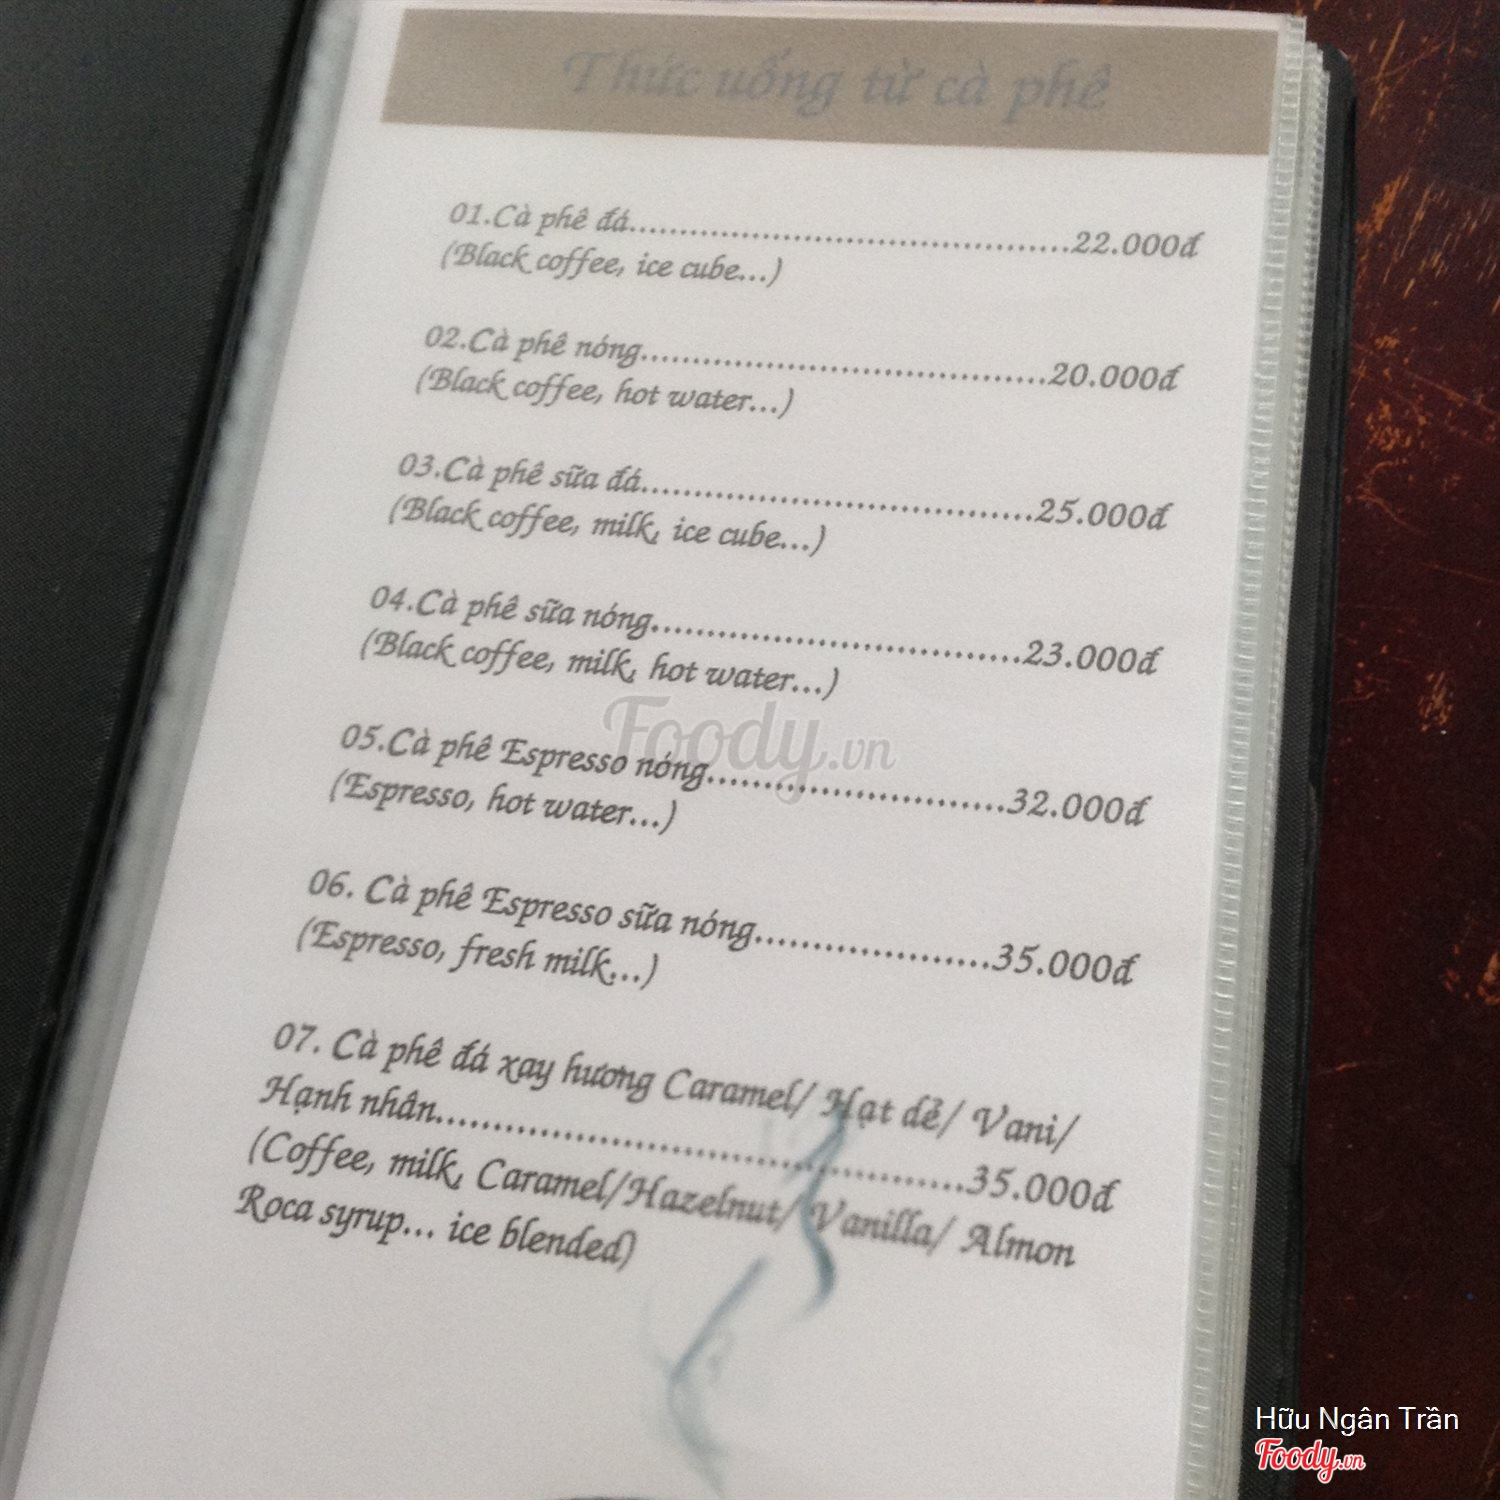 Thức uống từ cà phê
01.Cà phê đá............................................22.000đ
(Black coffee, ice cube...)
02.Cà phê nóng........................................20.000đ
(Black coffee, hot water...)
03.Cà phê sữa đá......................................25.000đ
(Black coffee, milk, ice cube...)
04.Cà phê sữa nóng...................................23.000đ
(Black coffee, milk, hot water...)
Foody.vn
05.Cà phê Espresso nóng............................32.000đ
(Espresso, hot water...)
06. Cà phê Espresso sữa nóng.....................35.000đ
(Espresso, fresh milk...)
07. Cà phê đá xay hương Caramel/ Hạt dẻ/ Vani/
Hạnh nhân..............................................35.000đ
(Coffee, milk, Caramel/Hazelnut/ Vanilla/ Almon
Roca syrup... ice blended)
Hữu Ngân Trần
Foody.vn